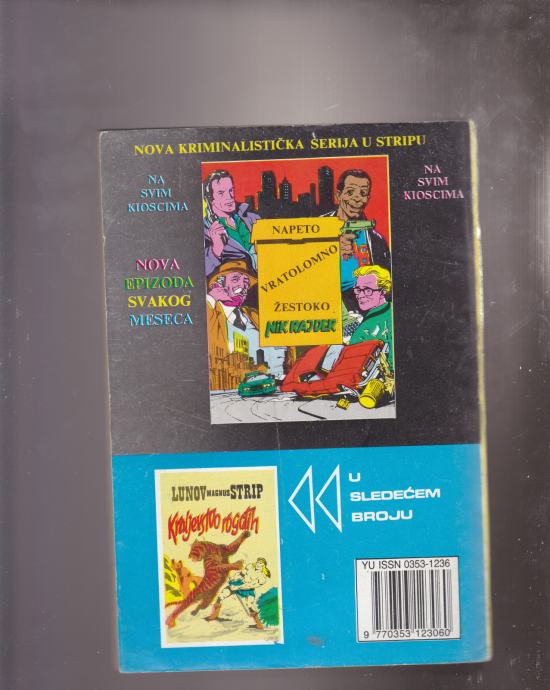 NOVA KRIMINALISTIČKA SERIJA U STRIPU
NA
SVIM
KIOSCIMA
NA
SVIM
KIOSCIMA
NAPETO
VRATOLOMNO
ŽESTOKO
NIK RAJDER
NOVA
EPIZODA
SVAKOG
MESECA
LUNOV MAGNUS STRIP
Kraljevstvo rogatih
U
SLEDEĆEM
BROJU
YU ISSN 0353-1236
9 770353 123060